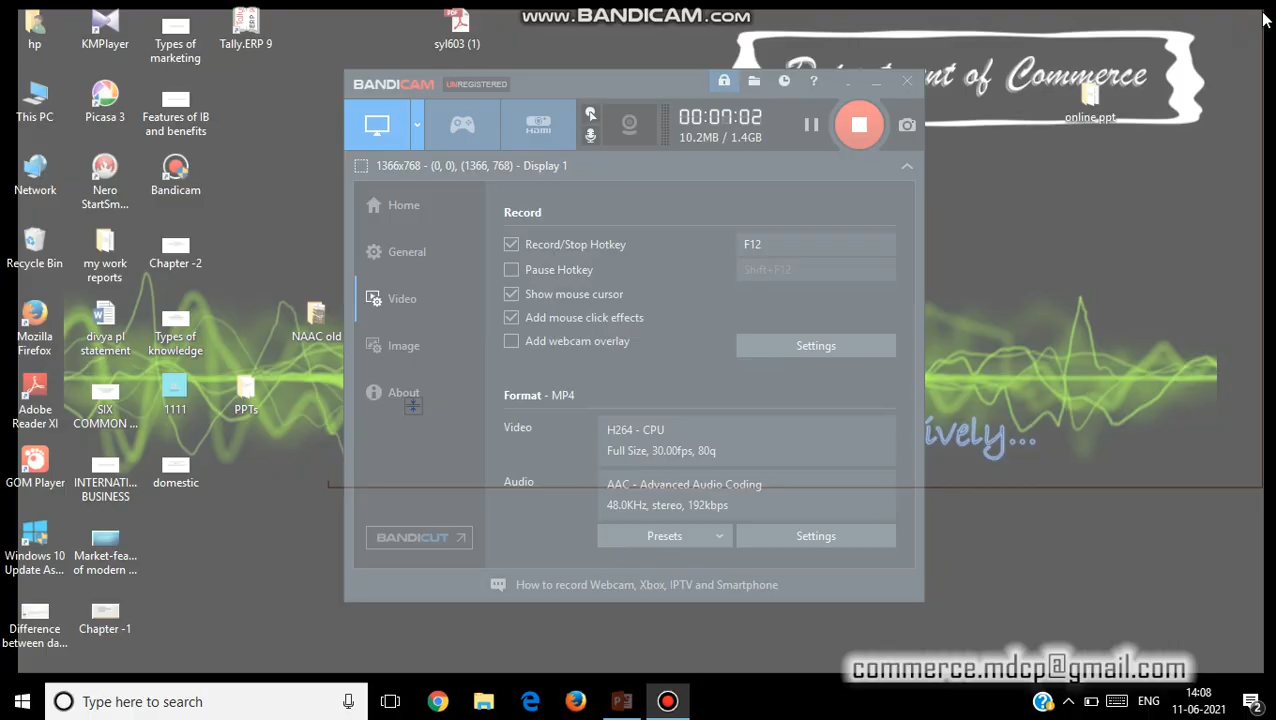 www.BANDICAM.com
hp
KMPlayer
Types of
marketing
Tally.ERP 9
syl603 (1)
Department of Commerce
online.ppt
This PC
Picasa 3
Features of IB
and benefits
Network
Nero
StartSm...
Bandicam
Recycle Bin
my work
reports
Chapter -2
Mozilla
Firefox
divya pl
statement
Types of
knowledge
NAAC old
Adobe
Reader XI
SIX
COMMON ...
1111
PPTs
GOM Player
INTERNATI...
BUSINESS
domestic
Windows 10
Update As...
Market-fea...
of modern ...
Difference
between da...
Chapter -1
BANDICAM UNREGISTERED
?
HDMI
00:07:02
10.2MB / 1.4GB
1366x768 - (0, 0), (1366, 768) - Display 1
Home
General
Video
Image
About
BANDICUT
Record
Record/Stop Hotkey F12
Pause Hotkey Shift+F12
Show mouse cursor
Add mouse click effects
Add webcam overlay Settings
Format - MP4
Video H264 - CPU
Full Size, 30.00fps, 80q
Audio AAC - Advanced Audio Coding
48.0KHz, stereo, 192kbps
Presets Settings
How to record Webcam, Xbox, IPTV and Smartphone
ively...
commerce.mdcp@gmail.com
Type here to search
ENG
14:08
11-06-2021
2